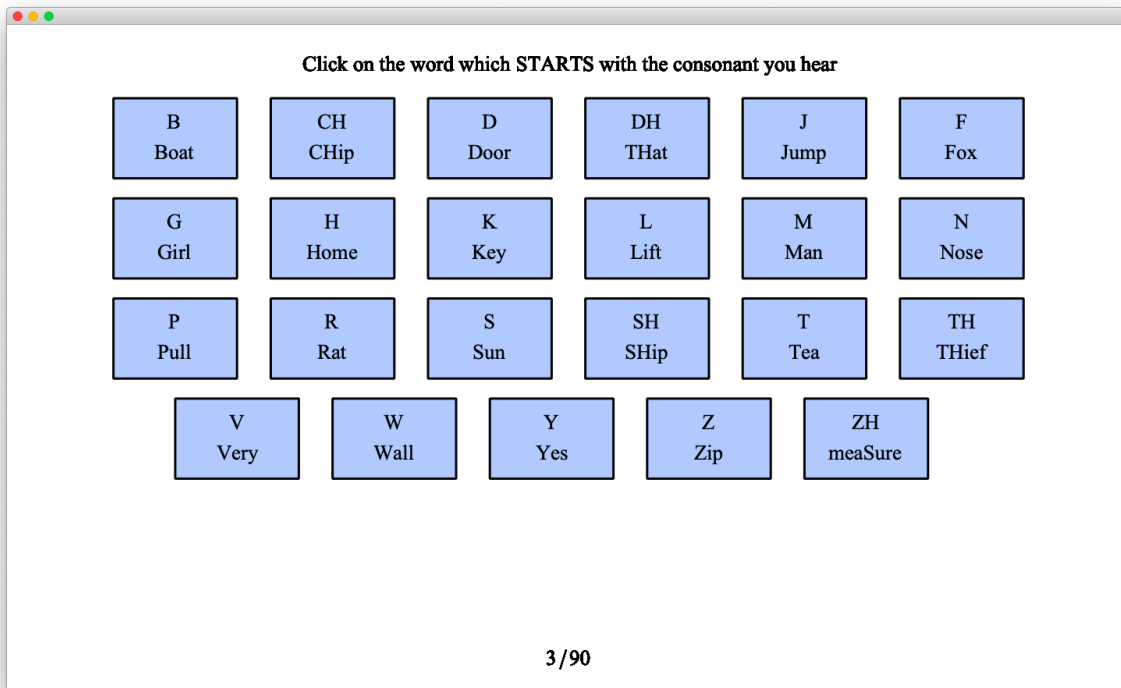 Click on the word which STARTS with the consonant you hear
B CH D DH J F
Boat CHip Door THat Jump Fox
G H K L M N
Girl Home Key Lift Man Nose
P R S SH T TH
Pull Rat Sun SHip Tea THief
V W Y Z ZH
Very Wall Yes Zip meaSure
3/90